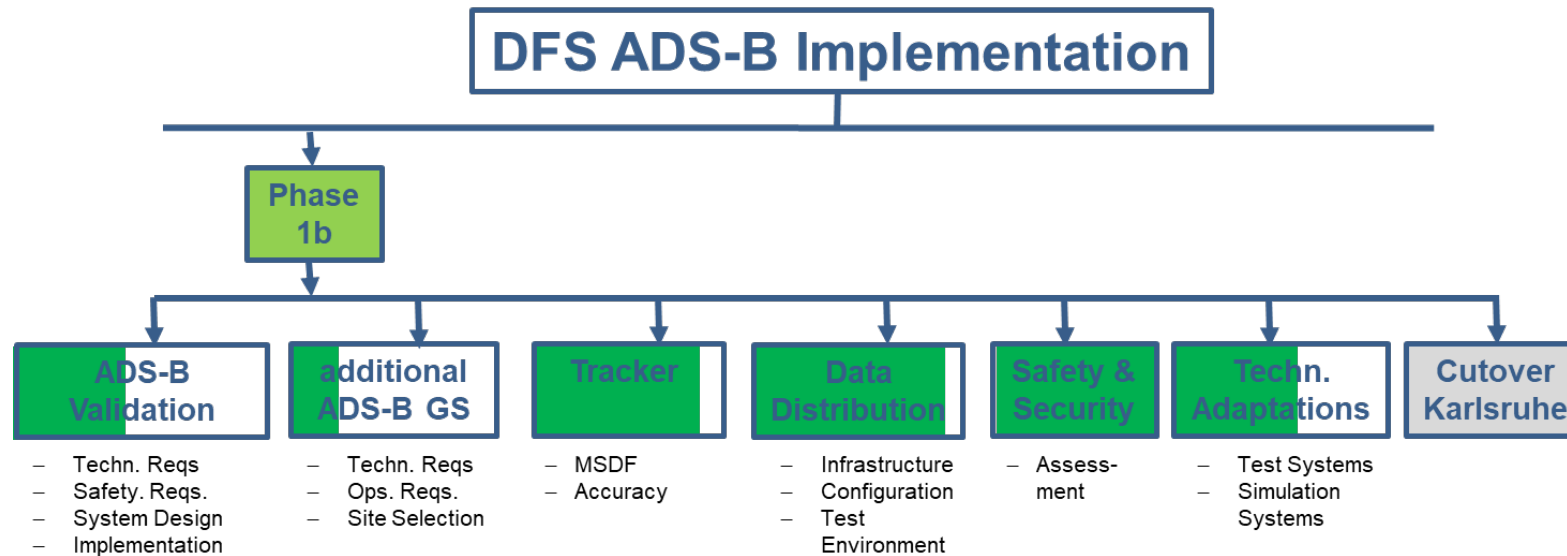 DFS ADS-B Implementation
Phase
1b
ADS-B
Validation
– Techn. Reqs
– Safety. Reqs.
– System Design
– Implementation
additional
ADS-B GS
– Techn. Reqs
– Ops. Reqs.
– Site Selection
Tracker
– MSDF
– Accuracy
Data
Distribution
– Infrastructure
– Configuration
– Test
Environment
Safety &
Security
– Assess-
ment
Techn.
Adaptations
– Test Systems
– Simulation
Systems
Cutover
Karlsruhe